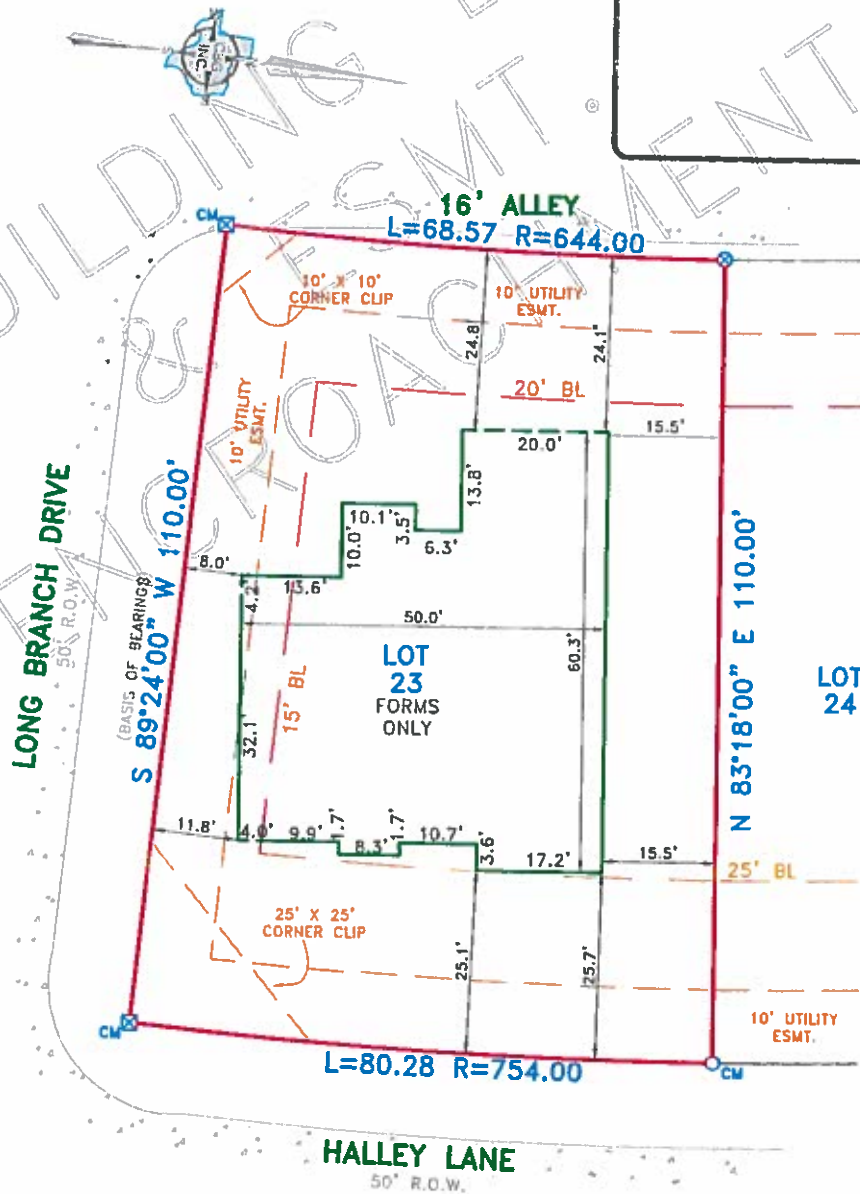 CRG
INC
BUILDING
& ESMT
ENCROACHMENT
16' ALLEY
L=68.57 R=644.00
CM
10' X 10'
CORNER CLIP
10' UTILITY
ESMT.
24.8'
24.1'
20' BL
10' UTILITY
ESMT.
20.0'
15.5'
13.8'
10.1'
3.5'
6.3'
10.0'
8.0'
13.6'
4.2'
50.0'
60.3'
LONG BRANCH DRIVE
50' R.O.W.
(BASIS OF BEARINGS)
S 89°24'00" W 110.00'
N 83°18'00" E 110.00'
LOT
23
FORMS
ONLY
LOT
24
15' BL
32.1'
11.8'
4.0'
9.9'
1.7'
8.3'
1.7'
10.7'
3.6'
17.2'
15.5'
25' BL
25' X 25'
CORNER CLIP
25.1'
25.7'
10' UTILITY
ESMT.
CM
L=80.28 R=754.00
CM
HALLEY LANE
50' R.O.W.